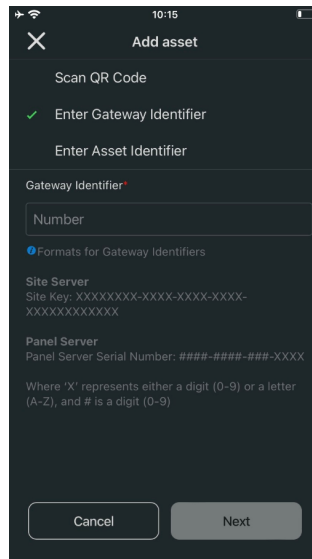 10:15
Add asset
Scan QR Code
Enter Gateway Identifier
Enter Asset Identifier
Gateway Identifier*
Number
Formats for Gateway Identifiers
Site Server
Site Key: XXXXXXXX-XXXX-XXXX-XXXX-
XXXXXXXXXXXX
Panel Server
Panel Server Serial Number: ####-####-###-XXXX
Where ‘X’ represents either a digit (0-9) or a letter
(A-Z), and # is a digit (0-9)
Cancel
Next